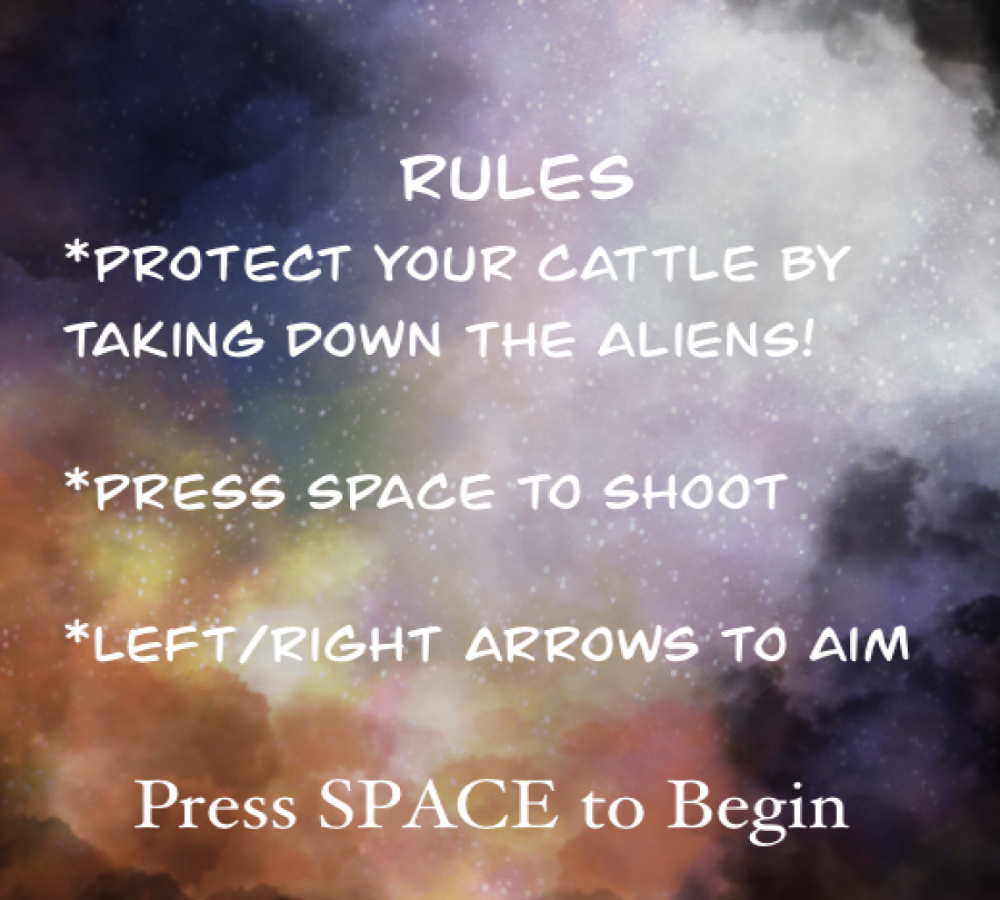 RULES
*PROTECT YOUR CATTLE BY
TAKING DOWN THE ALIENS!
*PRESS SPACE TO SHOOT
*LEFT/RIGHT ARROWS TO AIM
Press SPACE to Begin